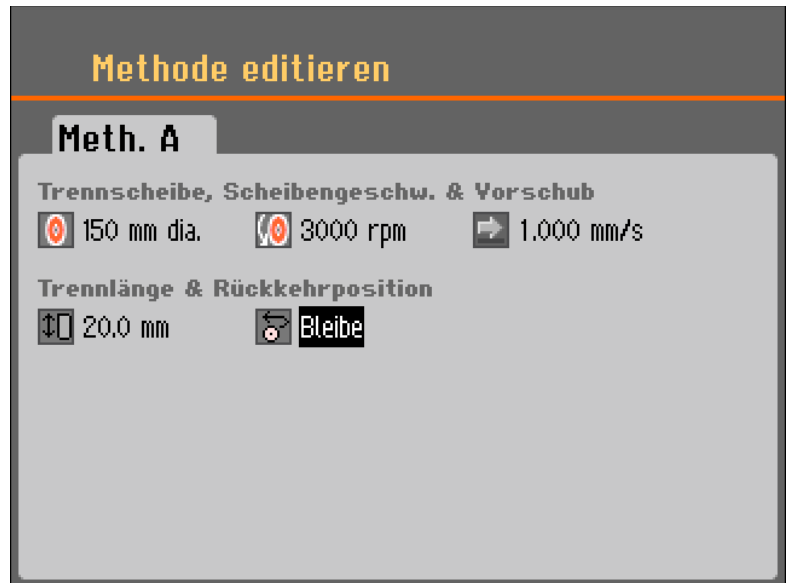 Methode editieren
Meth. A
Trennscheibe, Scheibengeschw. & Vorschub
150 mm dia. 3000 rpm 1.000 mm/s
Trennlänge & Rückkehrposition
20.0 mm Bleibe